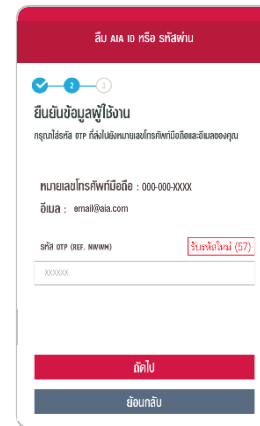 ลืม AIA ID หรือ รหัสผ่าน
2
3
ยืนยันข้อมูลผู้ใช้งาน
กรุณาใส่รหัส OTP ที่ส่งไปยังหมายเลขโทรศัพท์มือถือและอีเมลของคุณ
หมายเลขโทรศัพท์มือถือ : 000-000-XXXX
อีเมล : email@aia.com
รหัส OTP (REF. NWWM) รับรหัสใหม่ (57)
XXXXXX
ถัดไป
ย้อนกลับ